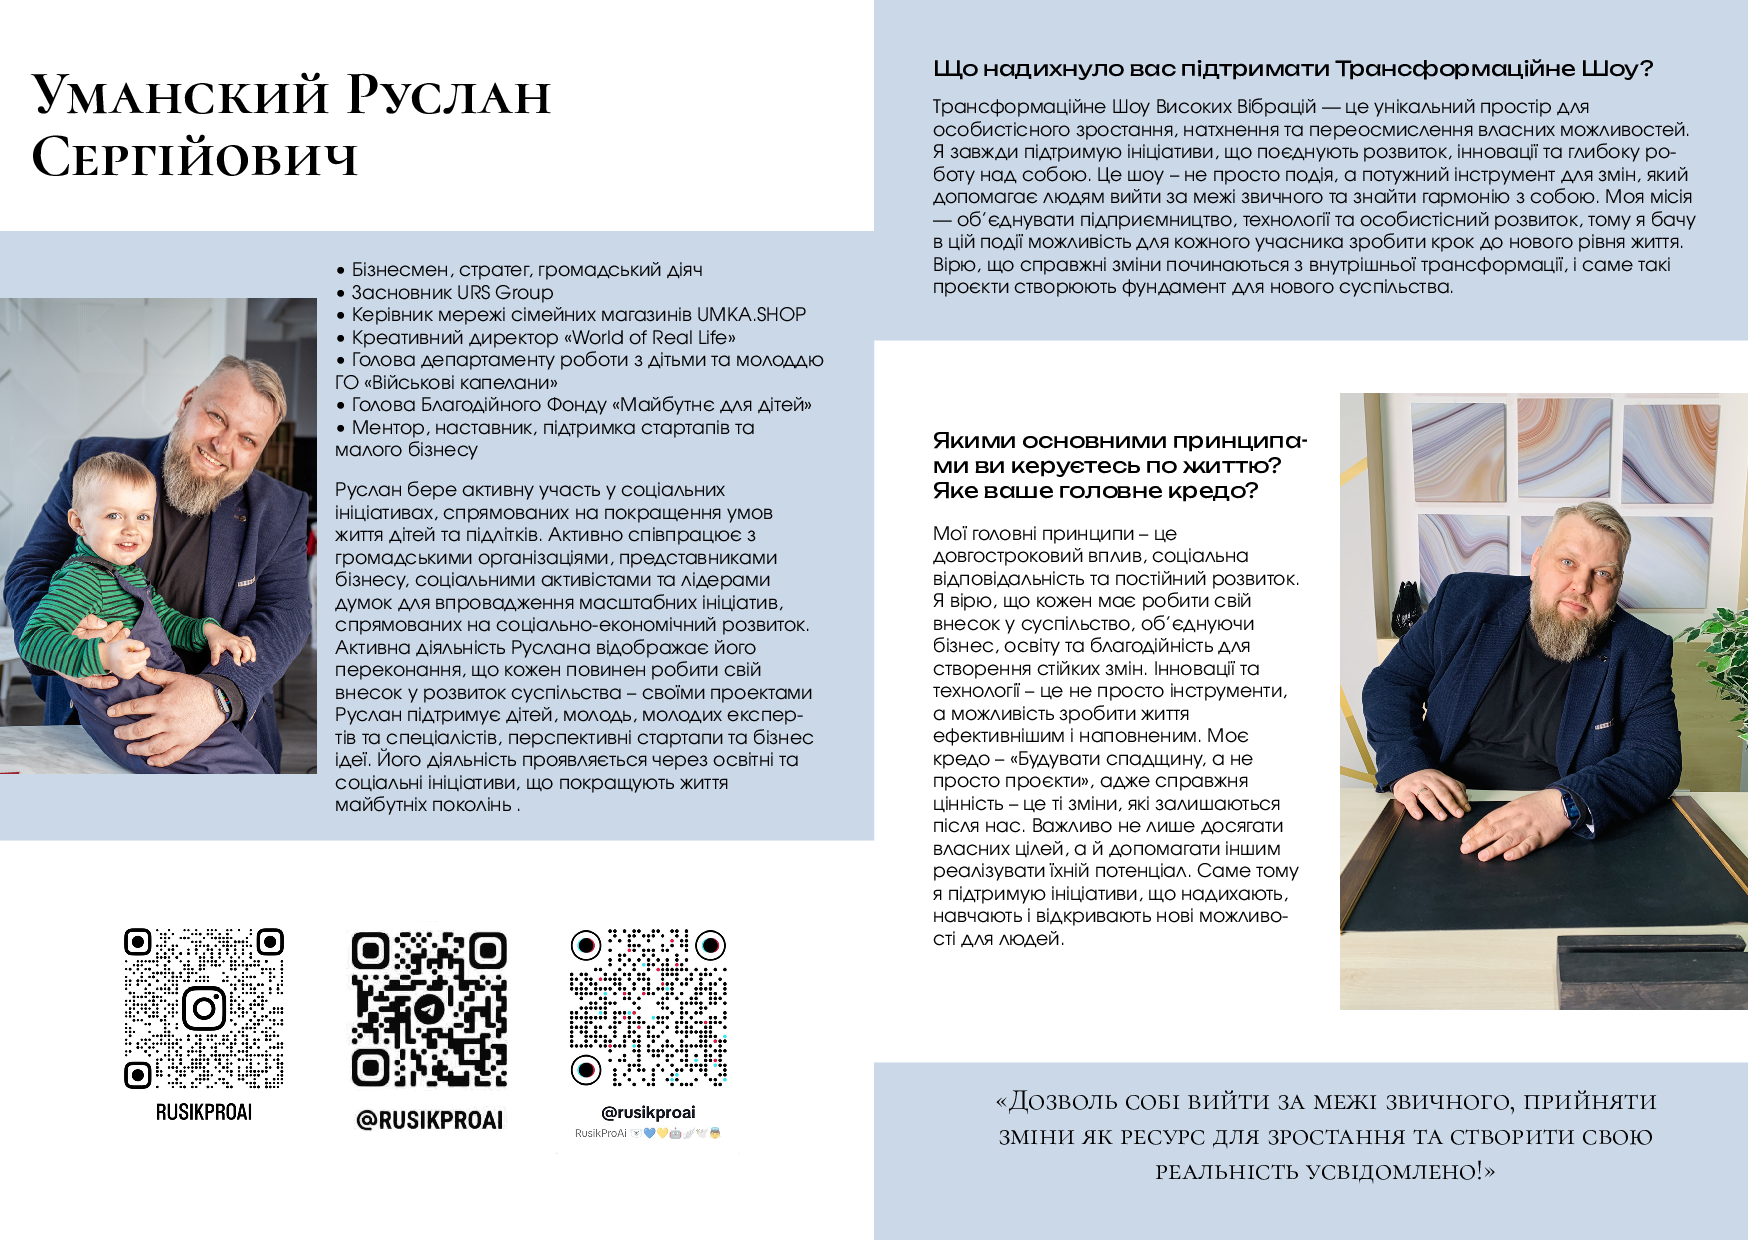 Уманский Руслан
Сергійович
• Бізнесмен, стратег, громадський діяч
• Засновник URS Group
• Керівник мережі сімейних магазинів UMKA.SHOP
• Креативний директор «World of Real Life»
• Голова департаменту роботи з дітьми та молоддю
ГО «Військові капелани»
• Голова Благодійного Фонду «Майбутнє для дітей»
• Ментор, наставник, підтримка стартапів та
малого бізнесу
Руслан бере активну участь у соціальних
ініціативах, спрямованих на покращення умов
життя дітей та підлітків. Активно співпрацює з
громадськими організаціями, представниками
бізнесу, соціальними активістами та лідерами
думок для впровадження масштабних ініціатив,
спрямованих на соціально-економічний розвиток.
Активна діяльність Руслана відображає його
переконання, що кожен повинен робити свій
внесок у розвиток суспільства – своїми проектами
Руслан підтримує дітей, молодь, молодих експер-
тів та спеціалістів, перспективні стартапи та бізнес
ідеї. Його діяльність проявляється через освітні та
соціальні ініціативи, що покращують життя
майбутніх поколінь .
RUSIKPROAI
@RUSIKPROAI
@rusikproai
RusikProAi
Що надихнуло вас підтримати Трансформаційне Шоу?
Трансформаційне Шоу Високих Вібрацій — це унікальний простір для
особистісного зростання, натхнення та переосмислення власних можливостей.
Я завжди підтримую ініціативи, що поєднують розвиток, інновації та глибоку ро-
боту над собою. Це шоу – не просто подія, а потужний інструмент для змін, який
допомагає людям вийти за межі звичного та знайти гармонію з собою. Моя місія
— об’єднувати підприємництво, технології та особистісний розвиток, тому я бачу
в цій події можливість для кожного учасника зробити крок до нового рівня життя.
Вірю, що справжні зміни починаються з внутрішньої трансформації, і саме такі
проєкти створюють фундамент для нового суспільства.
Якими основними принципа-
ми ви керуєтесь по життю?
Яке ваше головне кредо?
Мої головні принципи – це
довгостроковий вплив, соціальна
відповідальність та постійний розвиток.
Я вірю, що кожен має робити свій
внесок у суспільство, об’єднуючи
бізнес, освіту та благодійність для
створення стійких змін. Інновації та
технології – це не просто інструменти,
а можливість зробити життя
ефективнішим і наповненим. Моє
кредо – «Будувати спадщину, а не
просто проєкти», адже справжня
цінність – це ті зміни, які залишаються
після нас. Важливо не лише досягати
власних цілей, а й допомагати іншим
реалізувати їхній потенціал. Саме тому
я підтримую ініціативи, що надихають,
навчають і відкривають нові можливо-
сті для людей.
«Дозволь собі вийти за межі звичного, прийняти
зміни як ресурс для зростання та створити свою
реальність усвідомлено!»